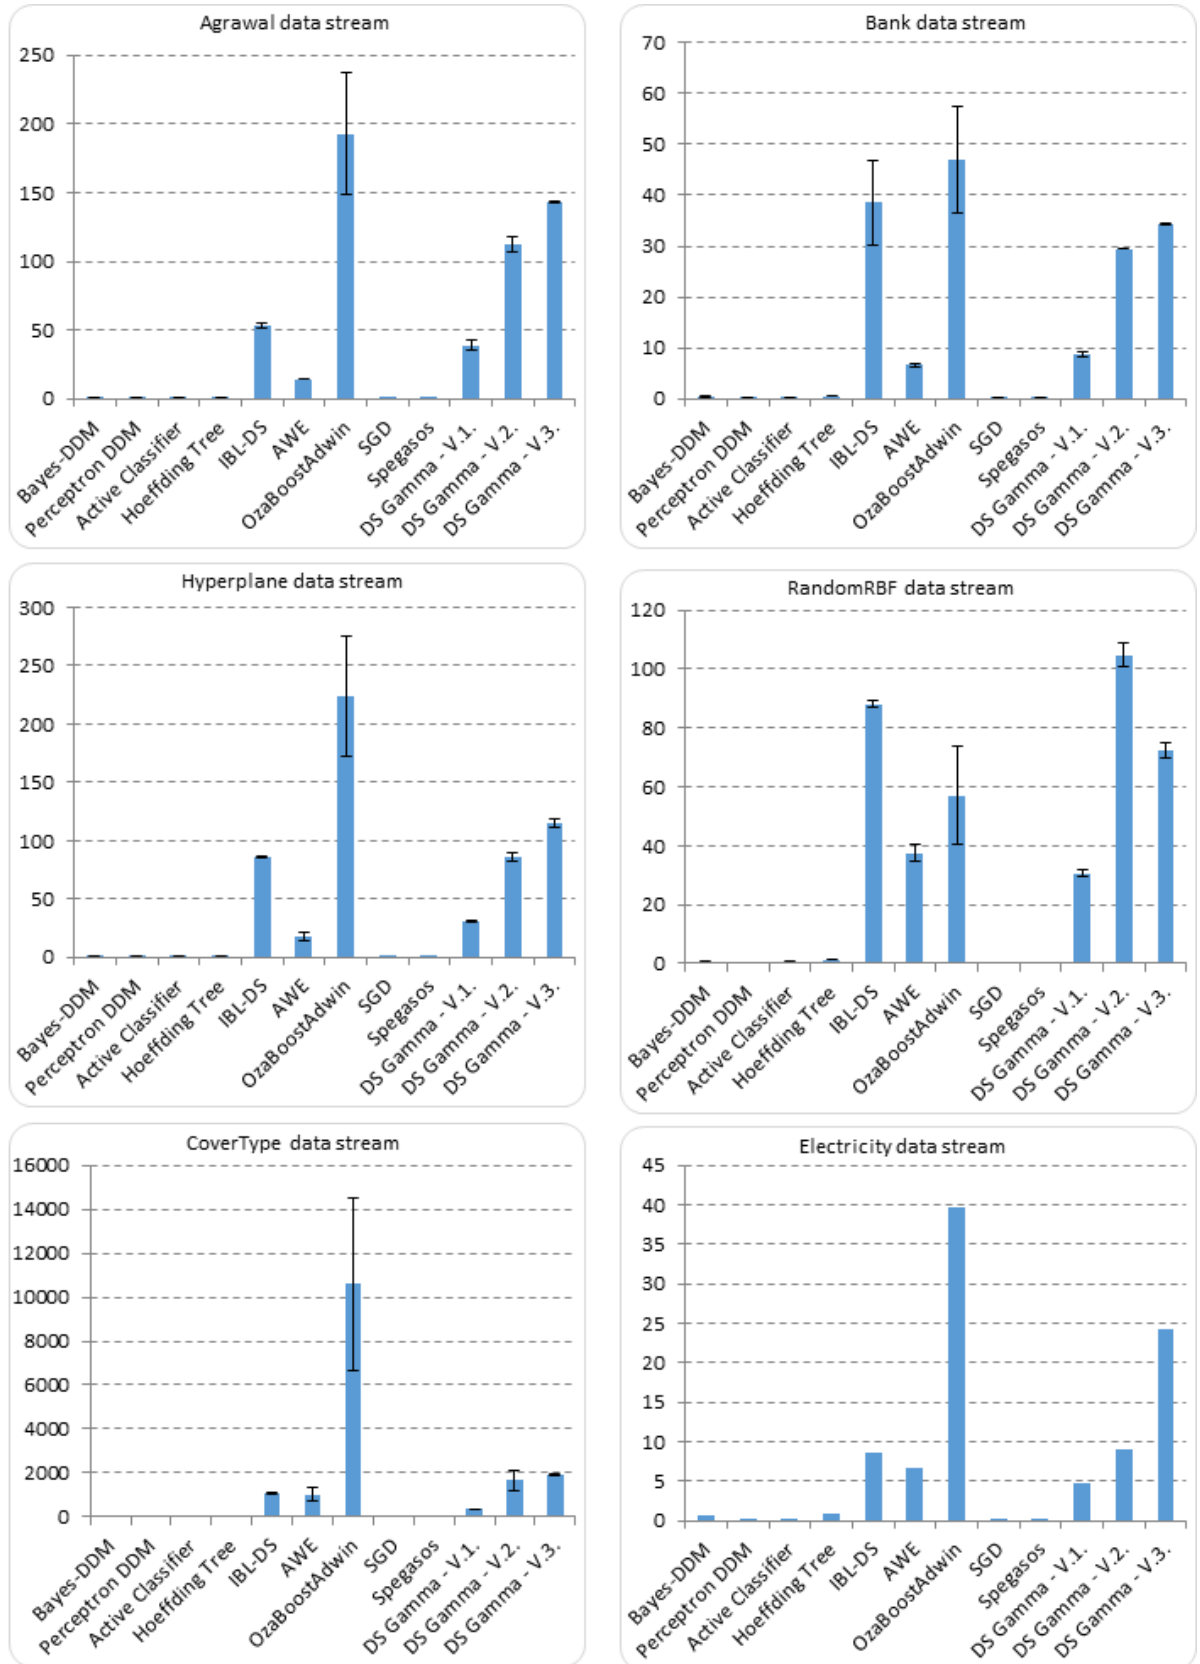 Agrawal data stream
250
200
150
100
50
0
Bayes-DDM
Perceptron DDM
Active Classifier
Hoeffding Tree
IBL-DS
AWE
OzaBoostAdwin
SGD
Spegasos
DS Gamma - V.1.
DS Gamma - V.2.
DS Gamma - V.3.
Bank data stream
70
60
50
40
30
20
10
0
Bayes-DDM
Perceptron DDM
Active Classifier
Hoeffding Tree
IBL-DS
AWE
OzaBoostAdwin
SGD
Spegasos
DS Gamma - V.1.
DS Gamma - V.2.
DS Gamma - V.3.
Hyperplane data stream
300
250
200
150
100
50
0
Bayes-DDM
Perceptron DDM
Active Classifier
Hoeffding Tree
IBL-DS
AWE
OzaBoostAdwin
SGD
Spegasos
DS Gamma - V.1.
DS Gamma - V.2.
DS Gamma - V.3.
RandomRBF data stream
120
100
80
60
40
20
0
Bayes-DDM
Perceptron DDM
Active Classifier
Hoeffding Tree
IBL-DS
AWE
OzaBoostAdwin
SGD
Spegasos
DS Gamma - V.1.
DS Gamma - V.2.
DS Gamma - V.3.
CoverType data stream
16000
14000
12000
10000
8000
6000
4000
2000
0
Bayes-DDM
Perceptron DDM
Active Classifier
Hoeffding Tree
IBL-DS
AWE
OzaBoostAdwin
SGD
Spegasos
DS Gamma - V.1.
DS Gamma - V.2.
DS Gamma - V.3.
Electricity data stream
45
40
35
30
25
20
15
10
5
0
Bayes-DDM
Perceptron DDM
Active Classifier
Hoeffding Tree
IBL-DS
AWE
OzaBoostAdwin
SGD
Spegasos
DS Gamma - V.1.
DS Gamma - V.2.
DS Gamma - V.3.